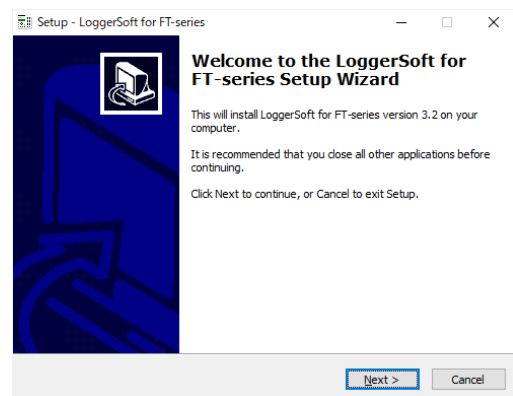 Setup - LoggerSoft for FT-series
Welcome to the LoggerSoft for
FT-series Setup Wizard
This will install LoggerSoft for FT-series version 3.2 on your
computer.
It is recommended that you close all other applications before
continuing.
Click Next to continue, or Cancel to exit Setup.
Next >
Cancel